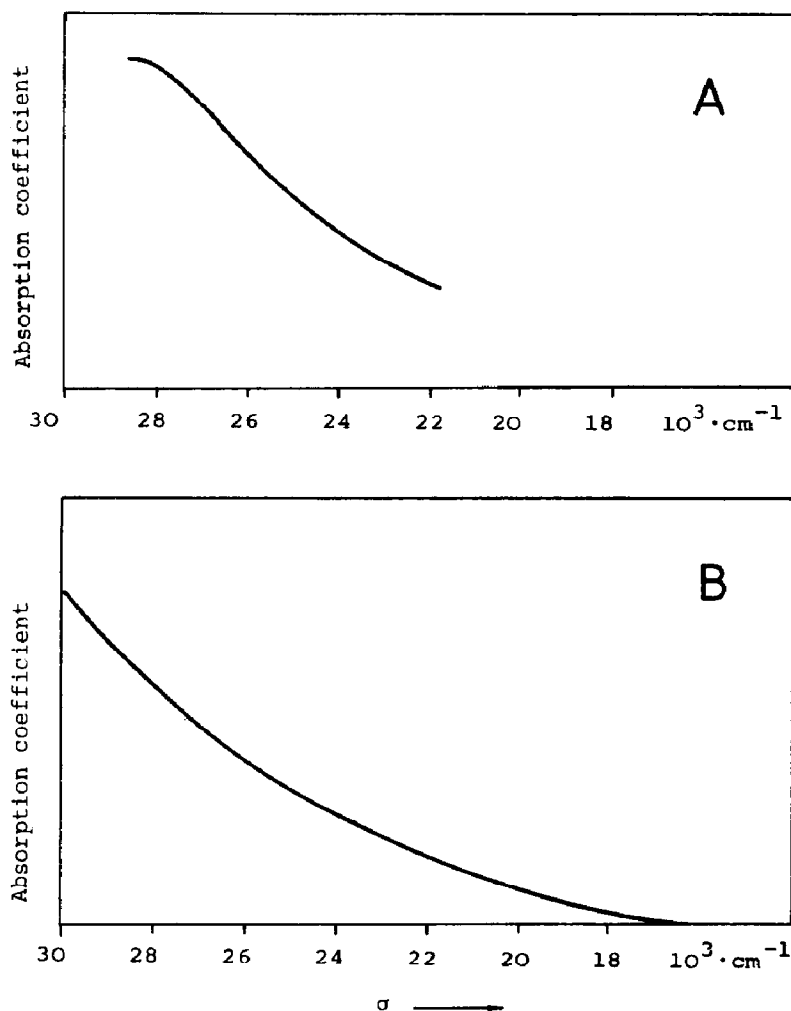 Absorption coefficient
A
30 28 26 24 22 20 18 10³·cm⁻¹
Absorption coefficient
B
30 28 26 24 22 20 18 10³·cm⁻¹
σ